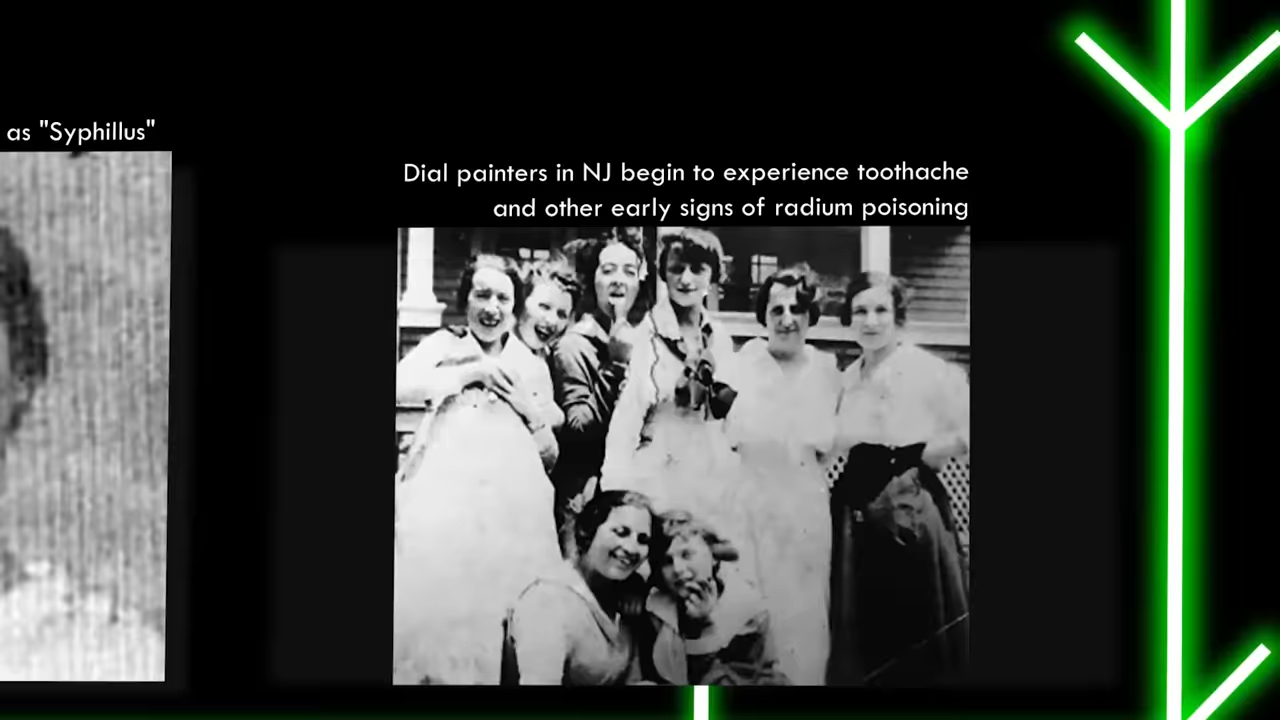 as "Syphillus"
Dial painters in NJ begin to experience toothache
and other early signs of radium poisoning